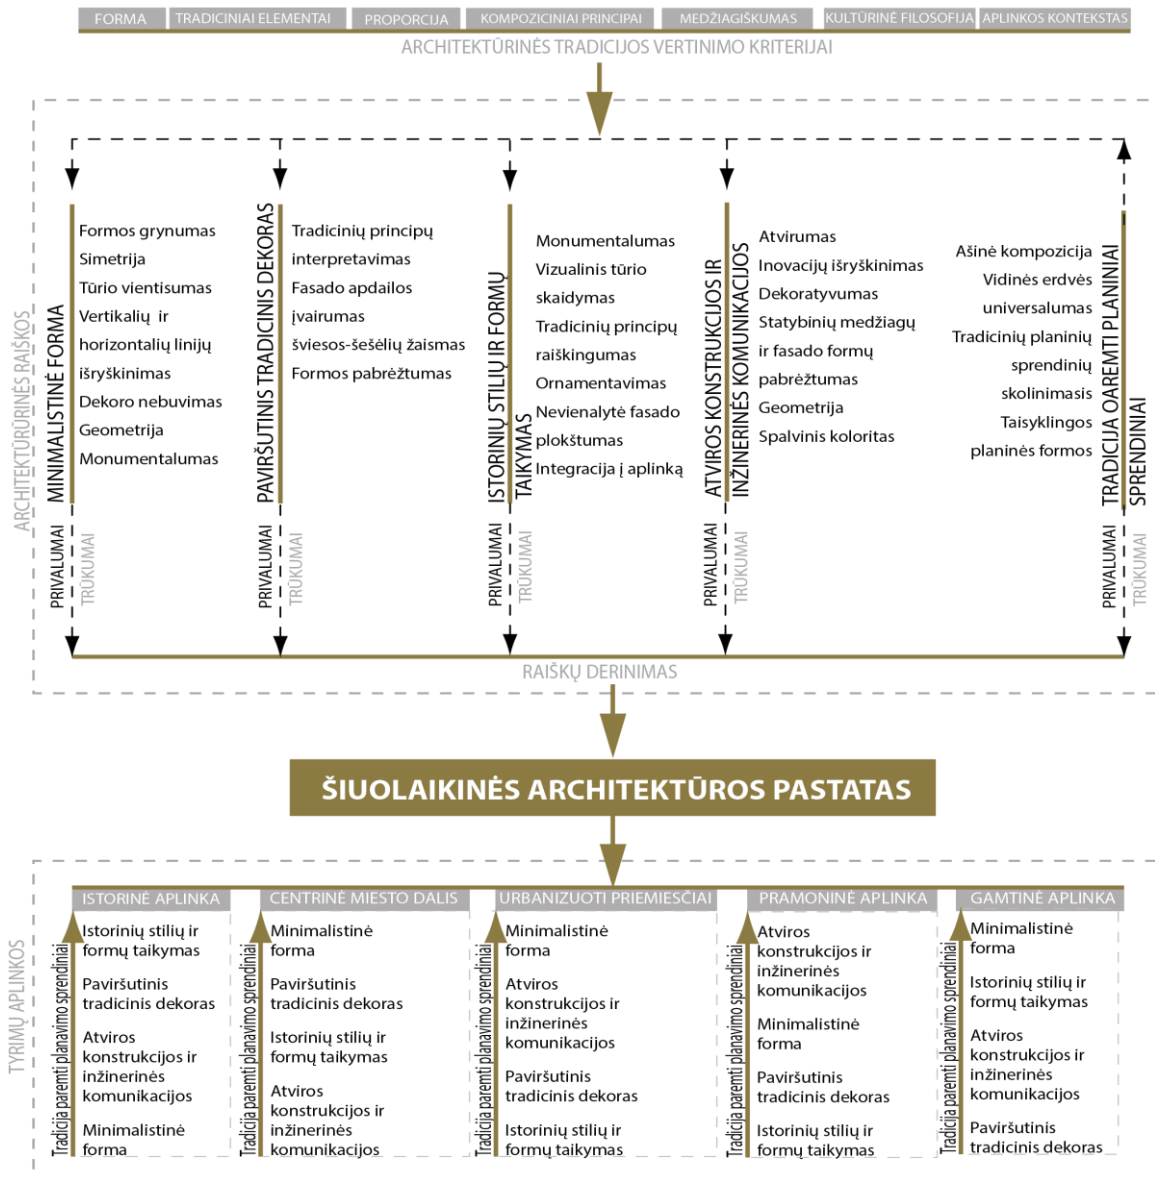 FORMA
TRADICINIAI ELEMENTAI
PROPORCIJA
KOMPOZICINIAI PRINCIPAI
MEDŽIAGIŠKUMAS
KULTŪRINĖ FILOSOFIJA
APLINKOS KONTEKSTAS
ARCHITEKTŪRINĖS TRADICIJOS VERTINIMO KRITERIJAI
ARCHITEKTŪRŪRINĖS RAIŠKOS
MINIMALISTINĖ FORMA
Formos grynumas
Simetrija
Tūrio vientisumas
Vertikalių ir
horizontalių linijų
išryškinimas
Dekoro nebuvimas
Geometrija
Monumentalumas
PAVIRŠUTINIS TRADICINIS DEKORAS
Tradicinių principų
interpretavimas
Fasado apdailos
įvairumas
šviesos-šešėlių žaismas
Formos pabrėžtumas
ISTORINIŲ STILIŲ IR FORMŲ
TAIKYMAS
Monumentalumas
Vizualinis tūrio
skaidymas
Tradicinių principų
raiškingumas
Ornamentavimas
Nevienalytė fasado
plokštumas
Integracija į aplinką
ATVIROS KONSTRUKCIJOS IR
INŽINERINĖS KOMUNIKACIJOS
Atvirumas
Inovacijų išryškinimas
Dekoratyvumas
Statybinių medžiagų
ir fasado formų
pabrėžtumas
Geometrija
Spalvinis koloritas
Ašinė kompozicija
Vidinės erdvės
universalumas
Tradicinių planinių
sprendinių
skolinimasis
Taisyklingos
planinės formos
TRADICIJA OAREMTI PLANINIAI
SPRENDINIAI
PRIVALUMAI
TRŪKUMAI
PRIVALUMAI
TRŪKUMAI
PRIVALUMAI
TRŪKUMAI
PRIVALUMAI
TRŪKUMAI
PRIVALUMAI
TRŪKUMAI
RAIŠKŲ DERINIMAS
ŠIUOLAIKINĖS ARCHITEKTŪROS PASTATAS
TYRIMŲ APLINKOS
ISTORINĖ APLINKA
Tradicija paremti planavimo sprendiniai
Istorinių stilių ir
formų taikymas
Paviršutinis
tradicinis dekoras
Atviros
konstrukcijos ir
inžinerinės
komunikacijos
Minimalistinė
forma
CENTRINĖ MIESTO DALIS
Tradicija paremti planavimo sprendiniai
Minimalistinė
forma
Paviršutinis
tradicinis dekoras
Istorinių stilių ir
formų taikymas
Atviros
konstrukcijos ir
inžinerinės
komunikacijos
URBANIZUOTI PRIEMIESČIAI
Tradicija paremti planavimo sprendiniai
Minimalistinė
forma
Atviros
konstrukcijos ir
inžinerinės
komunikacijos
Paviršutinis
tradicinis dekoras
Istorinių stilių ir
formų taikymas
PRAMONINĖ APLINKA
Tradicija paremti planavimo sprendiniai
Atviros
konstrukcijos ir
inžinerinės
komunikacijos
Minimalistinė
forma
Paviršutinis
tradicinis dekoras
Istorinių stilių ir
formų taikymas
GAMTINĖ APLINKA
Tradicija paremti planavimo sprendiniai
Minimalistinė
forma
Istorinių stilių ir
formų taikymas
Atviros
konstrukcijos ir
inžinerinės
komunikacijos
Paviršutinis
tradicinis dekoras